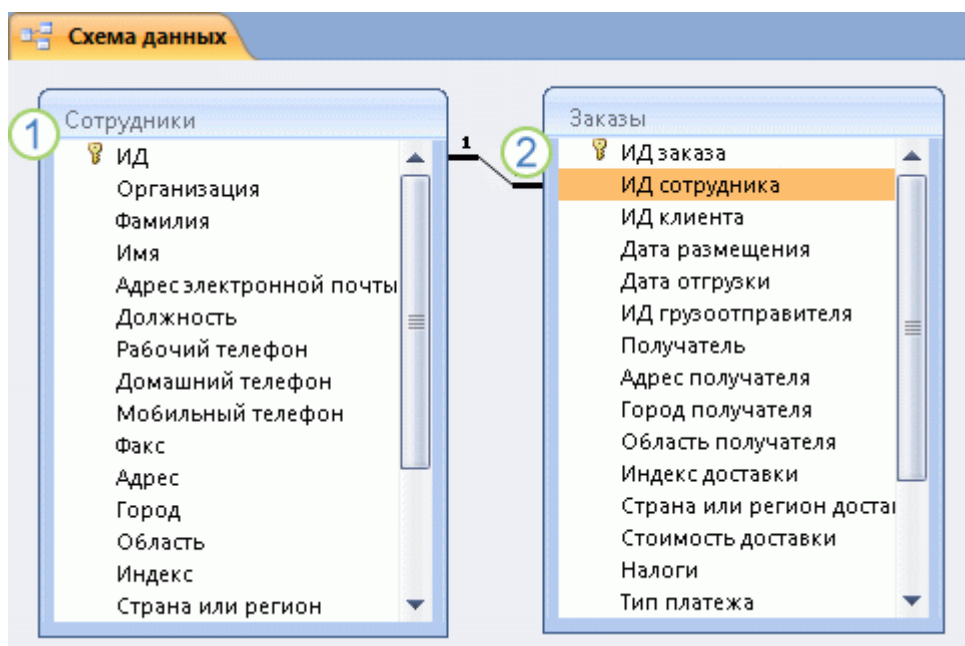 Схема данных
1
Сотрудники
ИД
Организация
Фамилия
Имя
Адрес электронной почты
Должность
Рабочий телефон
Домашний телефон
Мобильный телефон
Факс
Адрес
Город
Область
Индекс
Страна или регион
1
2
Заказы
ИД заказа
ИД сотрудника
ИД клиента
Дата размещения
Дата отгрузки
ИД грузоотправителя
Получатель
Адрес получателя
Город получателя
Область получателя
Индекс доставки
Страна или регион доста
Стоимость доставки
Налоги
Тип платежа